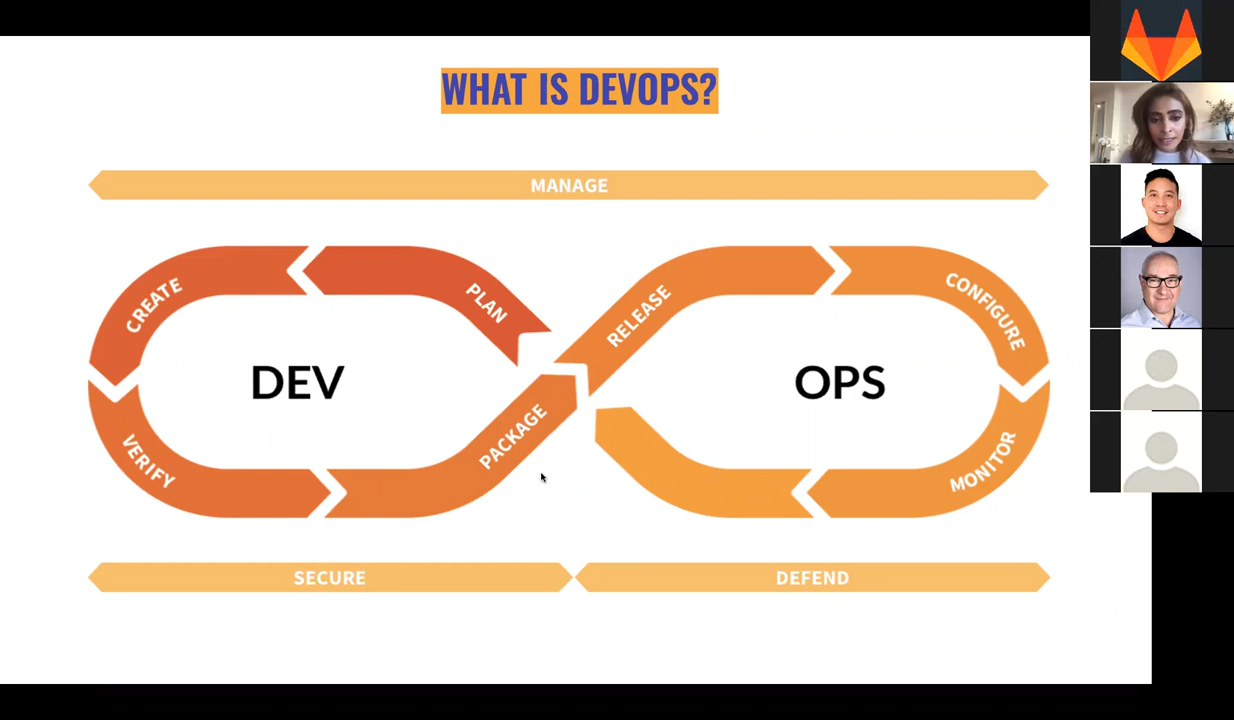 WHAT IS DEVOPS?
MANAGE
CREATE
PLAN
RELEASE
CONFIGURE
DEV
OPS
VERIFY
PACKAGE
MONITOR
SECURE
DEFEND